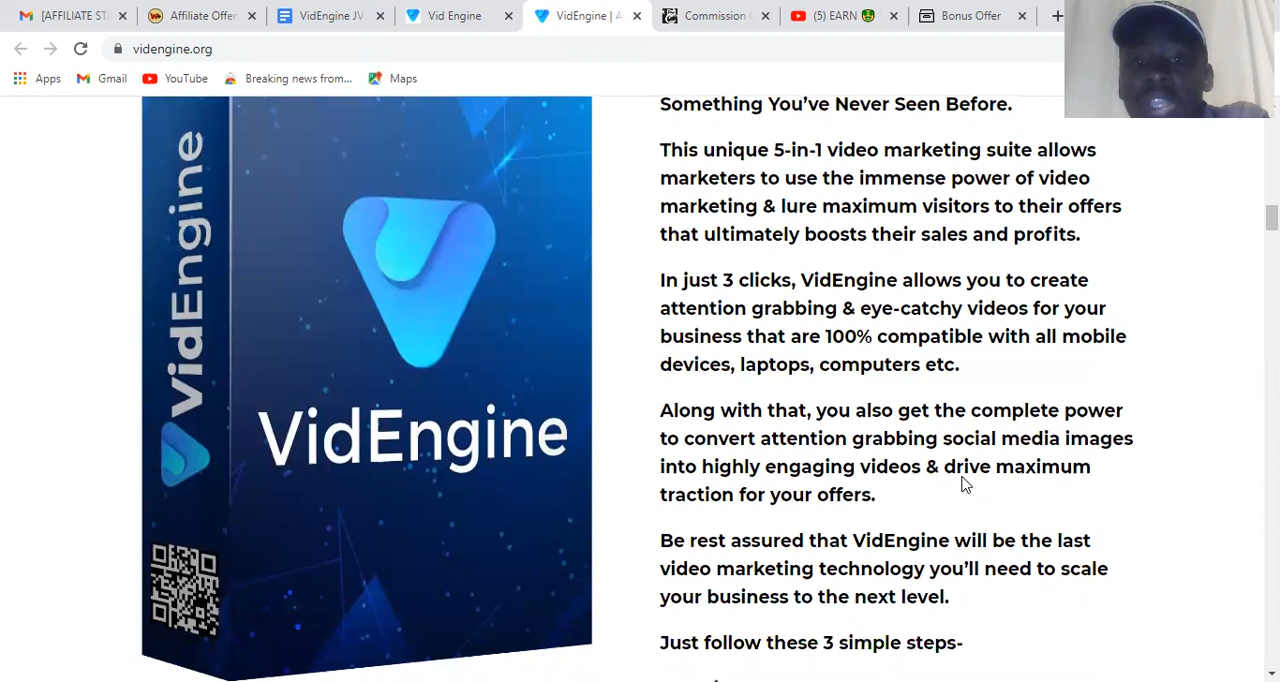 [AFFILIATE STA
Affiliate Offer
VidEngine JV
Vid Engine
VidEngine | A
Commission
(5) EARN
Bonus Offer
videngine.org
Apps
Gmail
YouTube
Breaking news from...
Maps
VidEngine
VidEngine
Something You’ve Never Seen Before.
This unique 5-in-1 video marketing suite allows
marketers to use the immense power of video
marketing & lure maximum visitors to their offers
that ultimately boosts their sales and profits.
In just 3 clicks, VidEngine allows you to create
attention grabbing & eye-catchy videos for your
business that are 100% compatible with all mobile
devices, laptops, computers etc.
Along with that, you also get the complete power
to convert attention grabbing social media images
into highly engaging videos & drive maximum
traction for your offers.
Be rest assured that VidEngine will be the last
video marketing technology you’ll need to scale
your business to the next level.
Just follow these 3 simple steps-